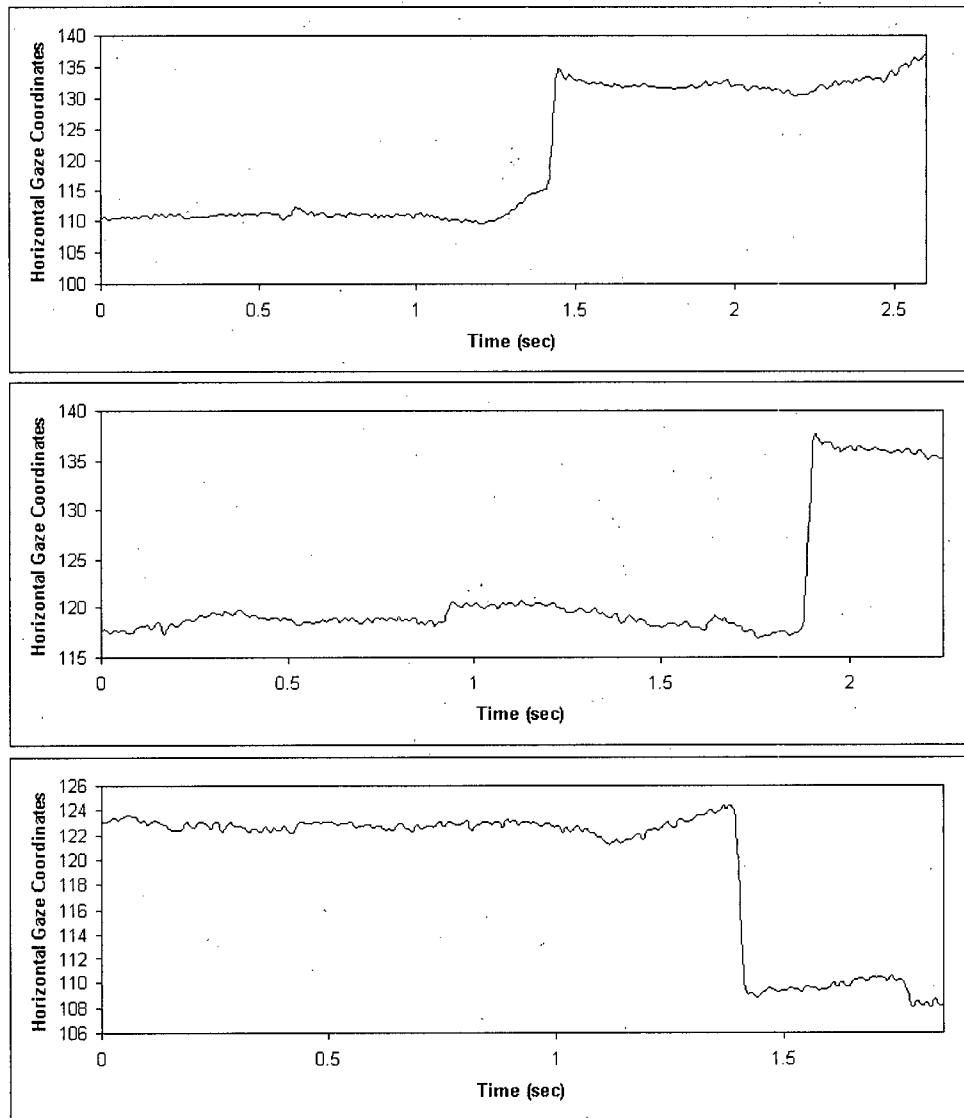 140
135
130
125
120
115
110
105
100
Horizontal Gaze Coordinates
0 0.5 1 1.5 2 2.5
Time (sec)
140
135
130
125
120
115
Horizontal Gaze Coordinates
0 0.5 1 1.5 2
Time (sec)
126
124
122
120
118
116
114
112
110
108
106
Horizontal Gaze Coordinates
0 0.5 1 1.5
Time (sec)